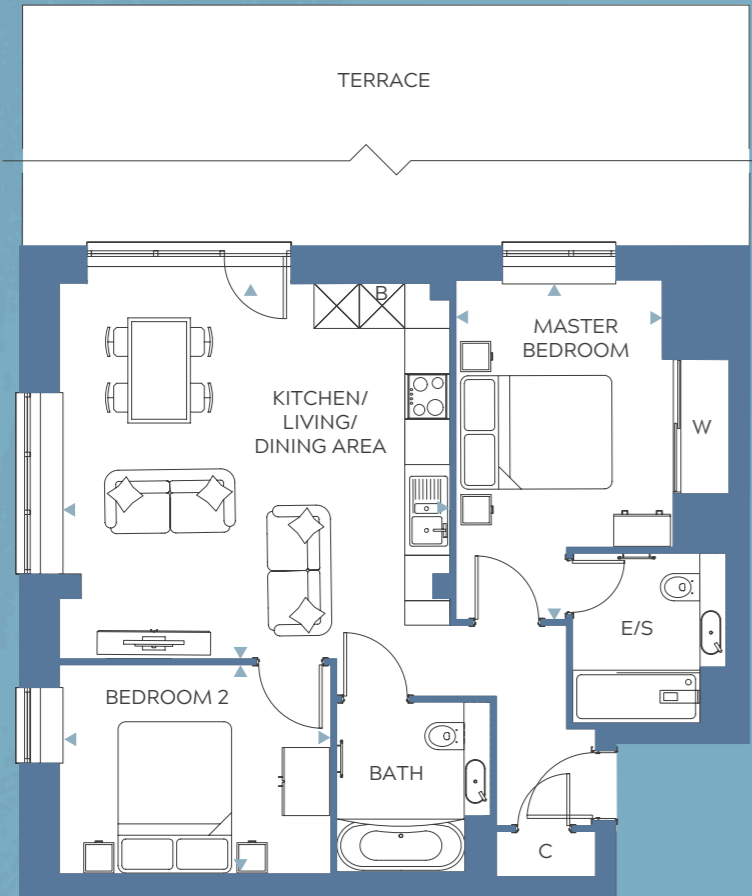 TERRACE
B
MASTER
BEDROOM
KITCHEN/
LIVING/
DINING AREA
W
E/S
BEDROOM 2
BATH
C